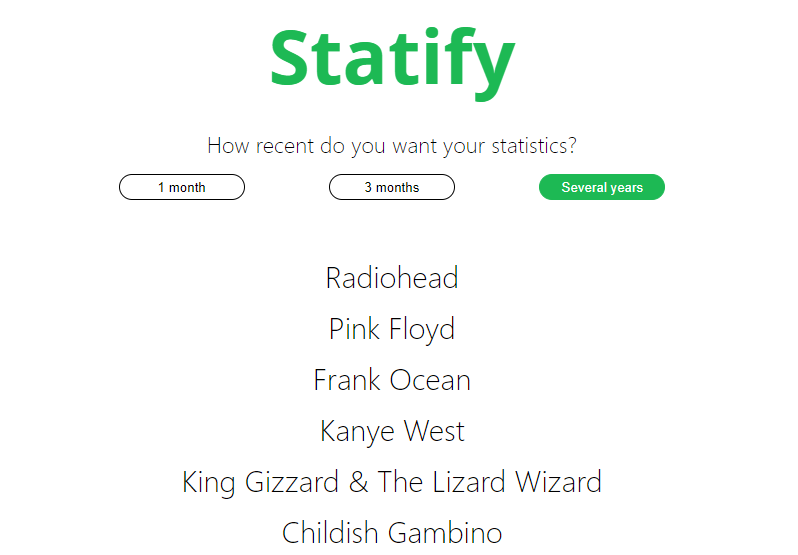 Statify
How recent do you want your statistics?
1 month
3 months
Several years
Radiohead
Pink Floyd
Frank Ocean
Kanye West
King Gizzard & The Lizard Wizard
Childish Gambino